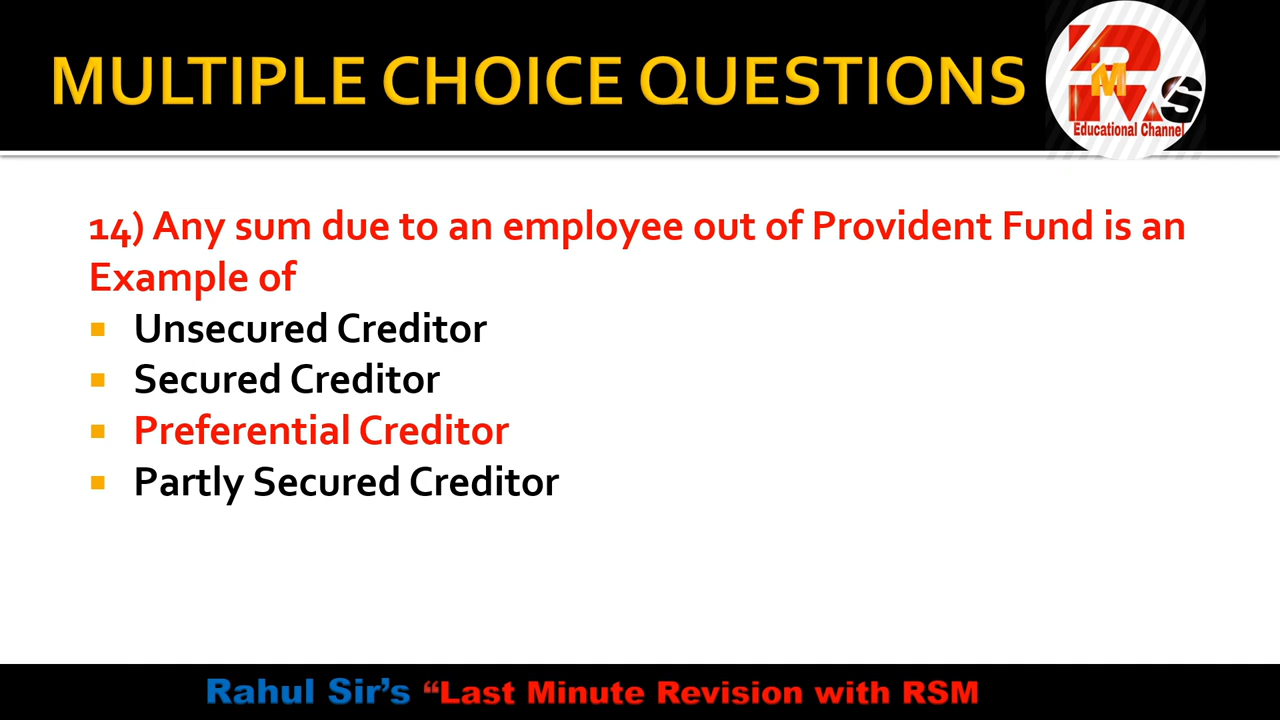 MULTIPLE CHOICE QUESTIONS
RMS
Educational Channel
14) Any sum due to an employee out of Provident Fund is an
Example of
Unsecured Creditor
Secured Creditor
Preferential Creditor
Partly Secured Creditor
Rahul Sir's “Last Minute Revision with RSM